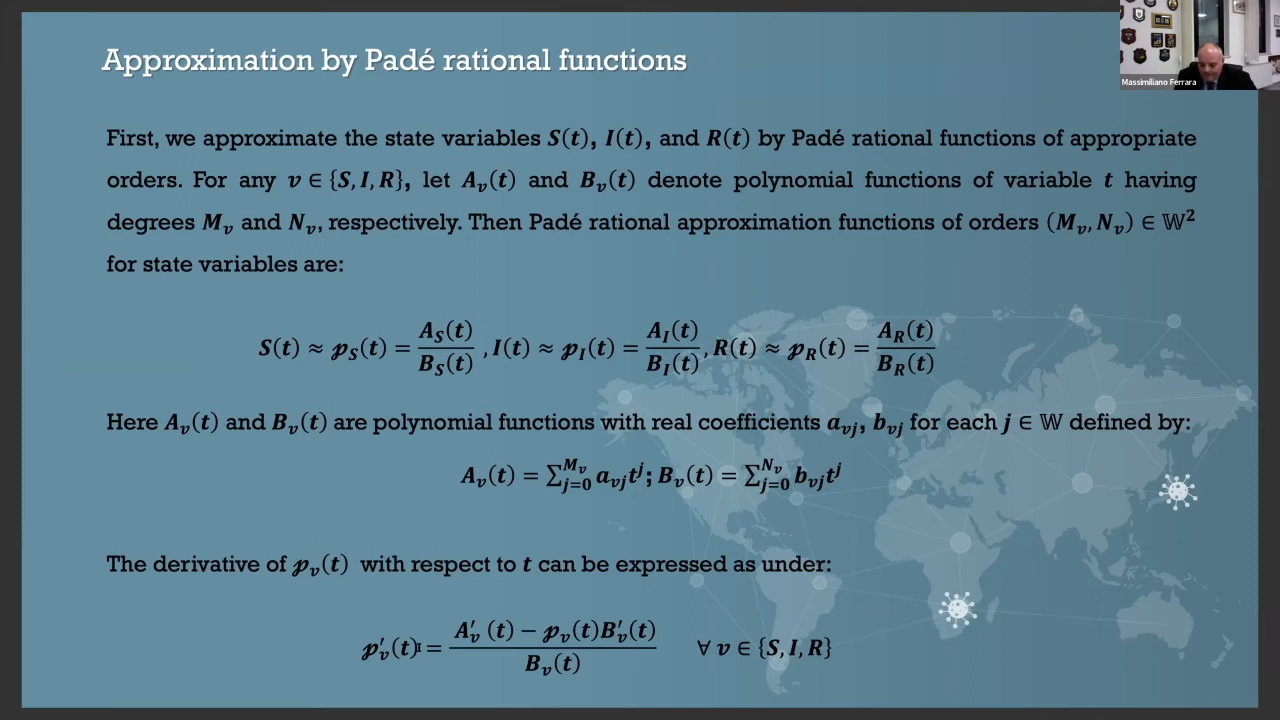 Approximation by Padé rational functions
Massimiliano Ferrara
First, we approximate the state variables S(t), I(t), and R(t) by Padé rational functions of appropriate
orders. For any v ∈ {S, I, R}, let A_v(t) and B_v(t) denote polynomial functions of variable t having
degrees M_v and N_v, respectively. Then Padé rational approximation functions of orders (M_v, N_v) ∈ 𝕎²
for state variables are:
S(t) ≈ 𝓅_S(t) = A_S(t)/B_S(t) , I(t) ≈ 𝓅_I(t) = A_I(t)/B_I(t), R(t) ≈ 𝓅_R(t) = A_R(t)/B_R(t)
Here A_v(t) and B_v(t) are polynomial functions with real coefficients a_vj, b_vj for each j ∈ 𝕎 defined by:
A_v(t) = ∑_{j=0}^{M_v} a_vj t^j; B_v(t) = ∑_{j=0}^{N_v} b_vj t^j
The derivative of 𝓅_v(t) with respect to t can be expressed as under:
𝓅′_v(t) = (A′_v (t) − 𝓅_v(t)B′_v(t))/B_v(t) ∀ v ∈ {S, I, R}